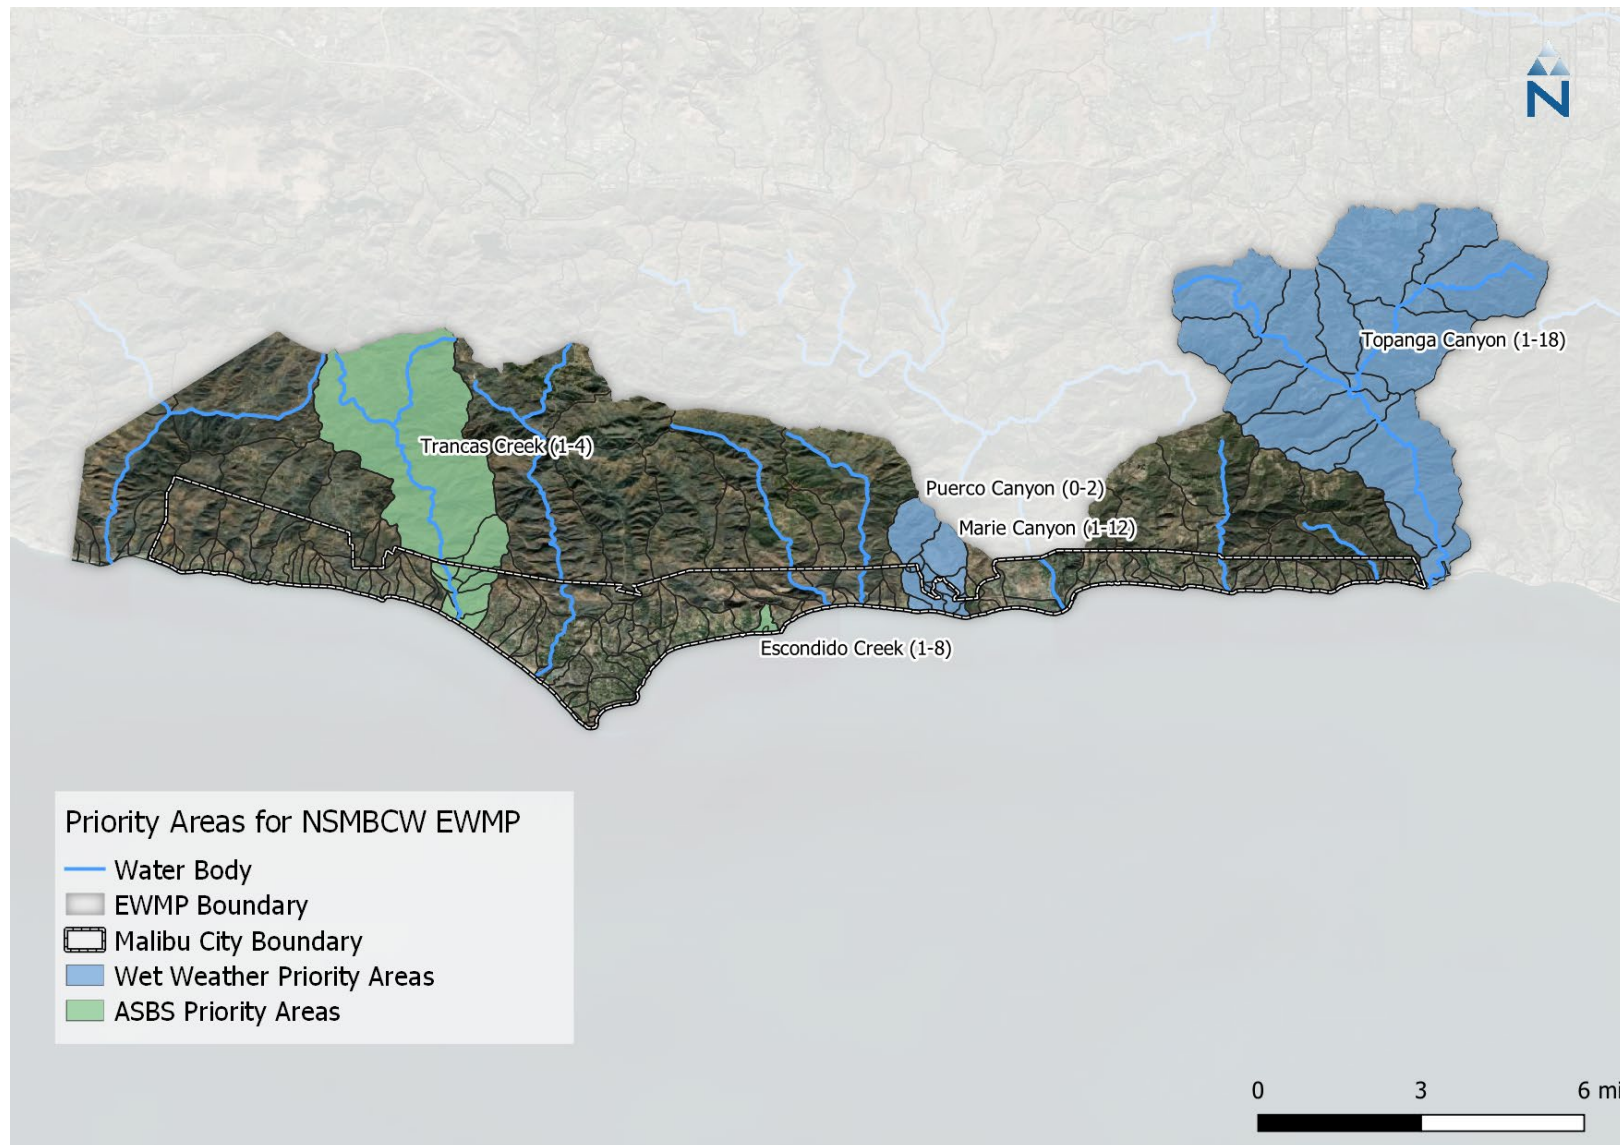 N
Topanga Canyon (1-18)
Trancas Creek (1-4)
Puerco Canyon (0-2)
Marie Canyon (1-12)
Escondido Creek (1-8)
Priority Areas for NSMBCW EWMP
Water Body
EWMP Boundary
Malibu City Boundary
Wet Weather Priority Areas
ASBS Priority Areas
0 3 6 mi